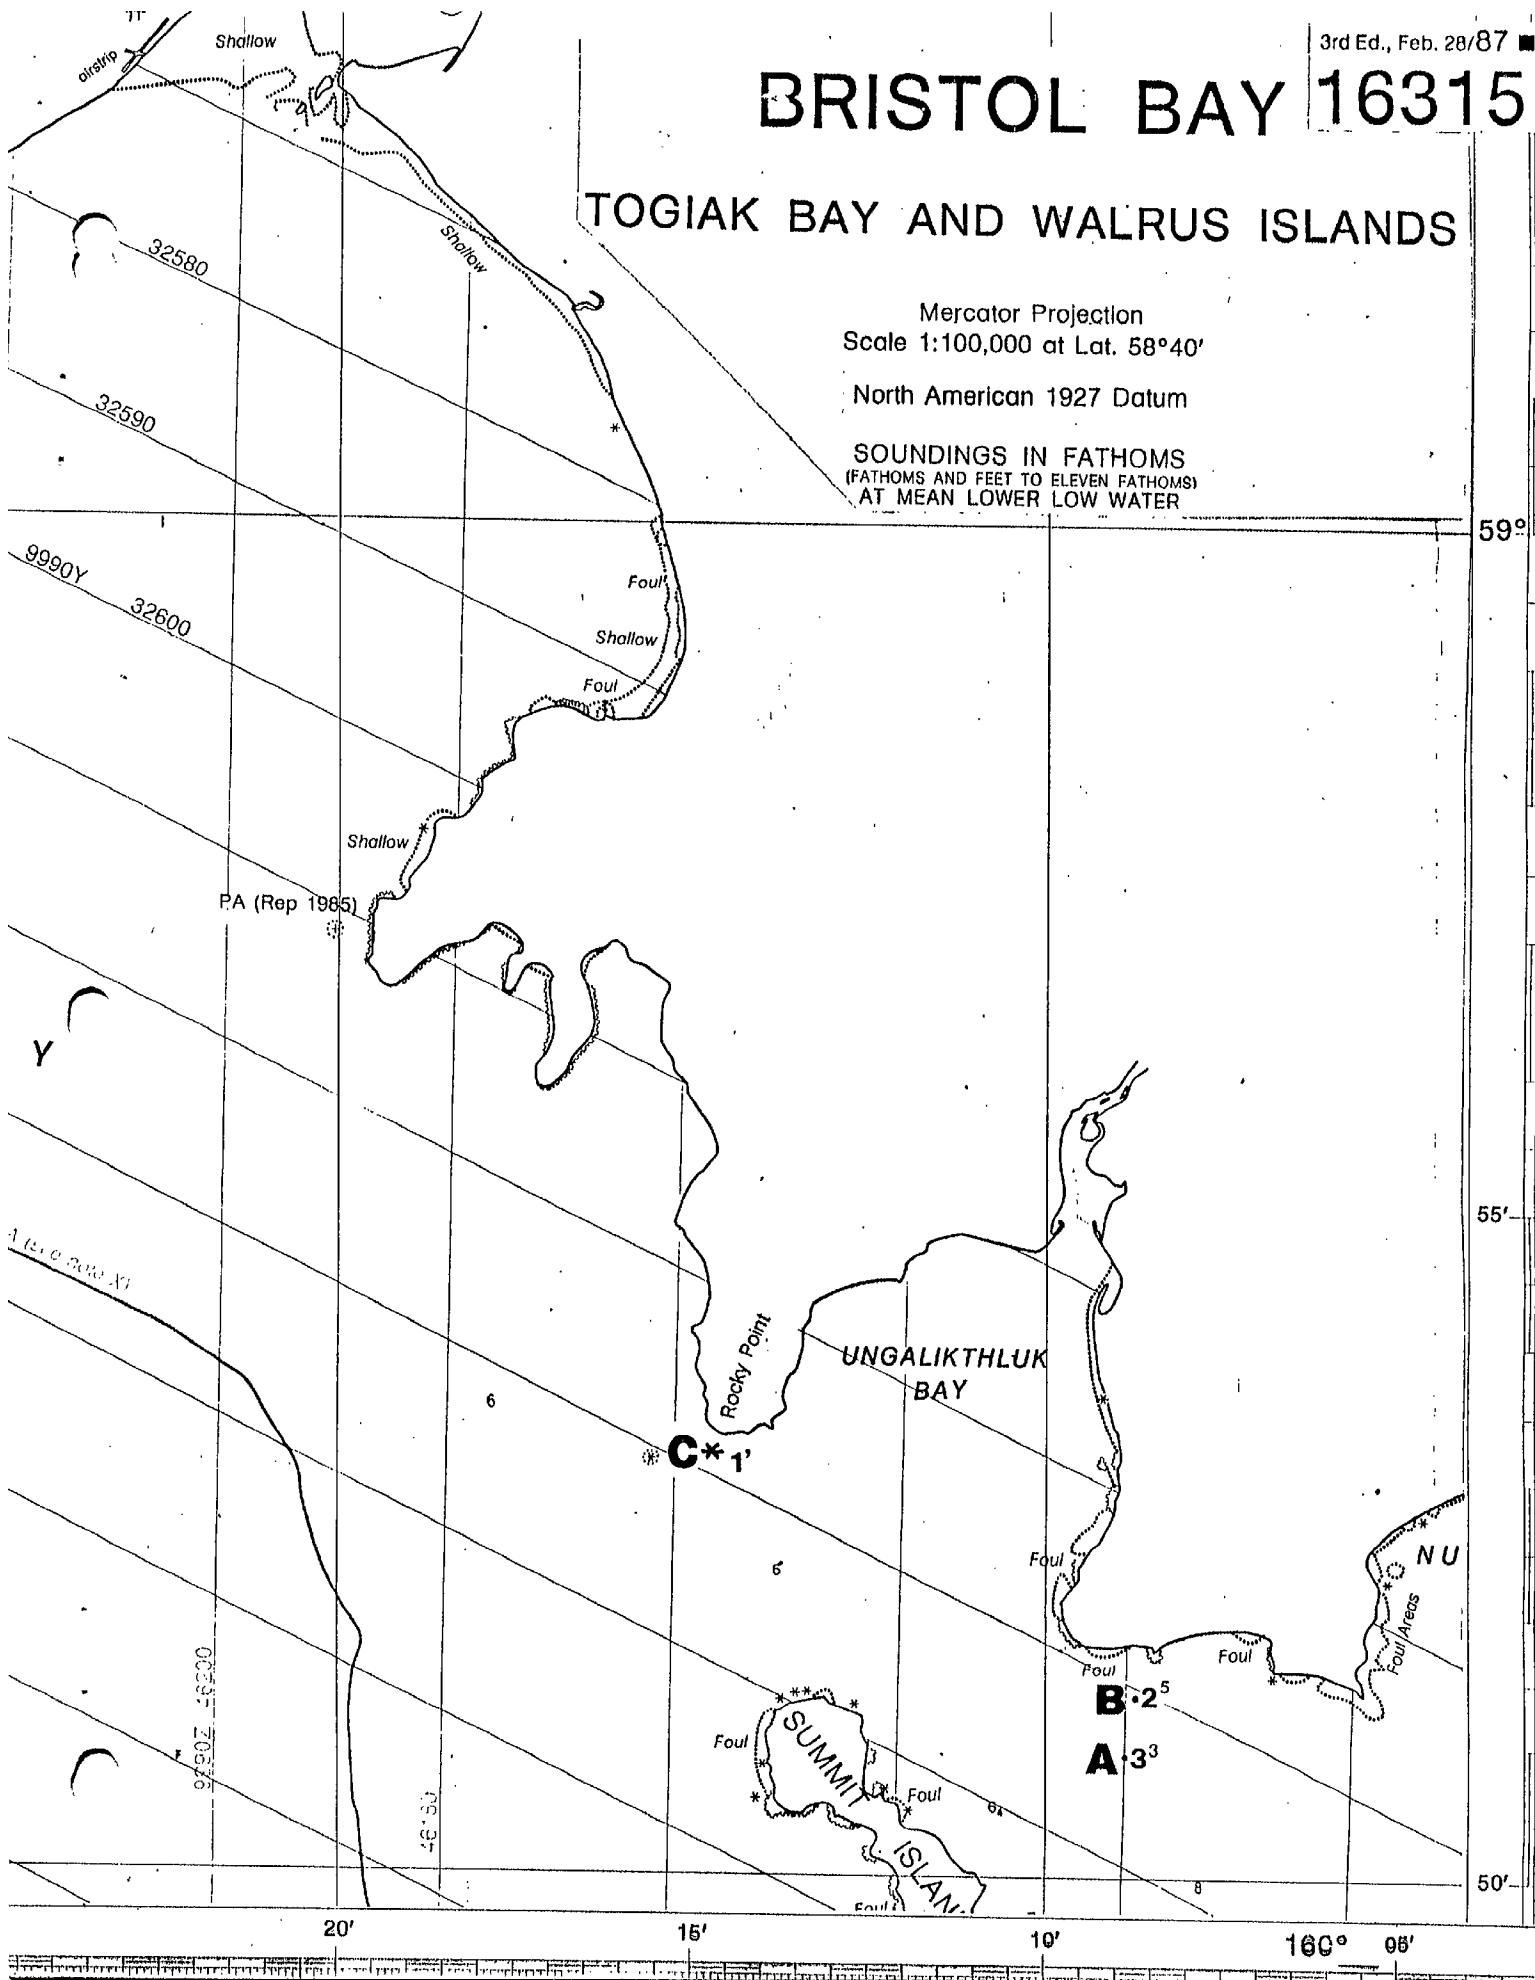 3rd Ed., Feb. 28/87
BRISTOL BAY 16315
TOGIAK BAY AND WALRUS ISLANDS
Mercator Projection
Scale 1:100,000 at Lat. 58°40'
North American 1927 Datum
SOUNDINGS IN FATHOMS
(FATHOMS AND FEET TO ELEVEN FATHOMS)
AT MEAN LOWER LOW WATER
airstrip
Shallow
Shallow
32580
32590
59°
9990Y
32600
Foul
Shallow
Foul
Shallow
PA (Rep 1985)
Y
55'
Rocky Point
UNGALIKTHLUK
BAY
6
C* 1'
6
Foul
NU
Foul Areas
Foul
Foul
B·2⁵
A·3³
Foul
SUMMIT
ISLAN
Foul
Foul
8
50'
9990Z 46200
46150
20'
15'
10'
160° 05'